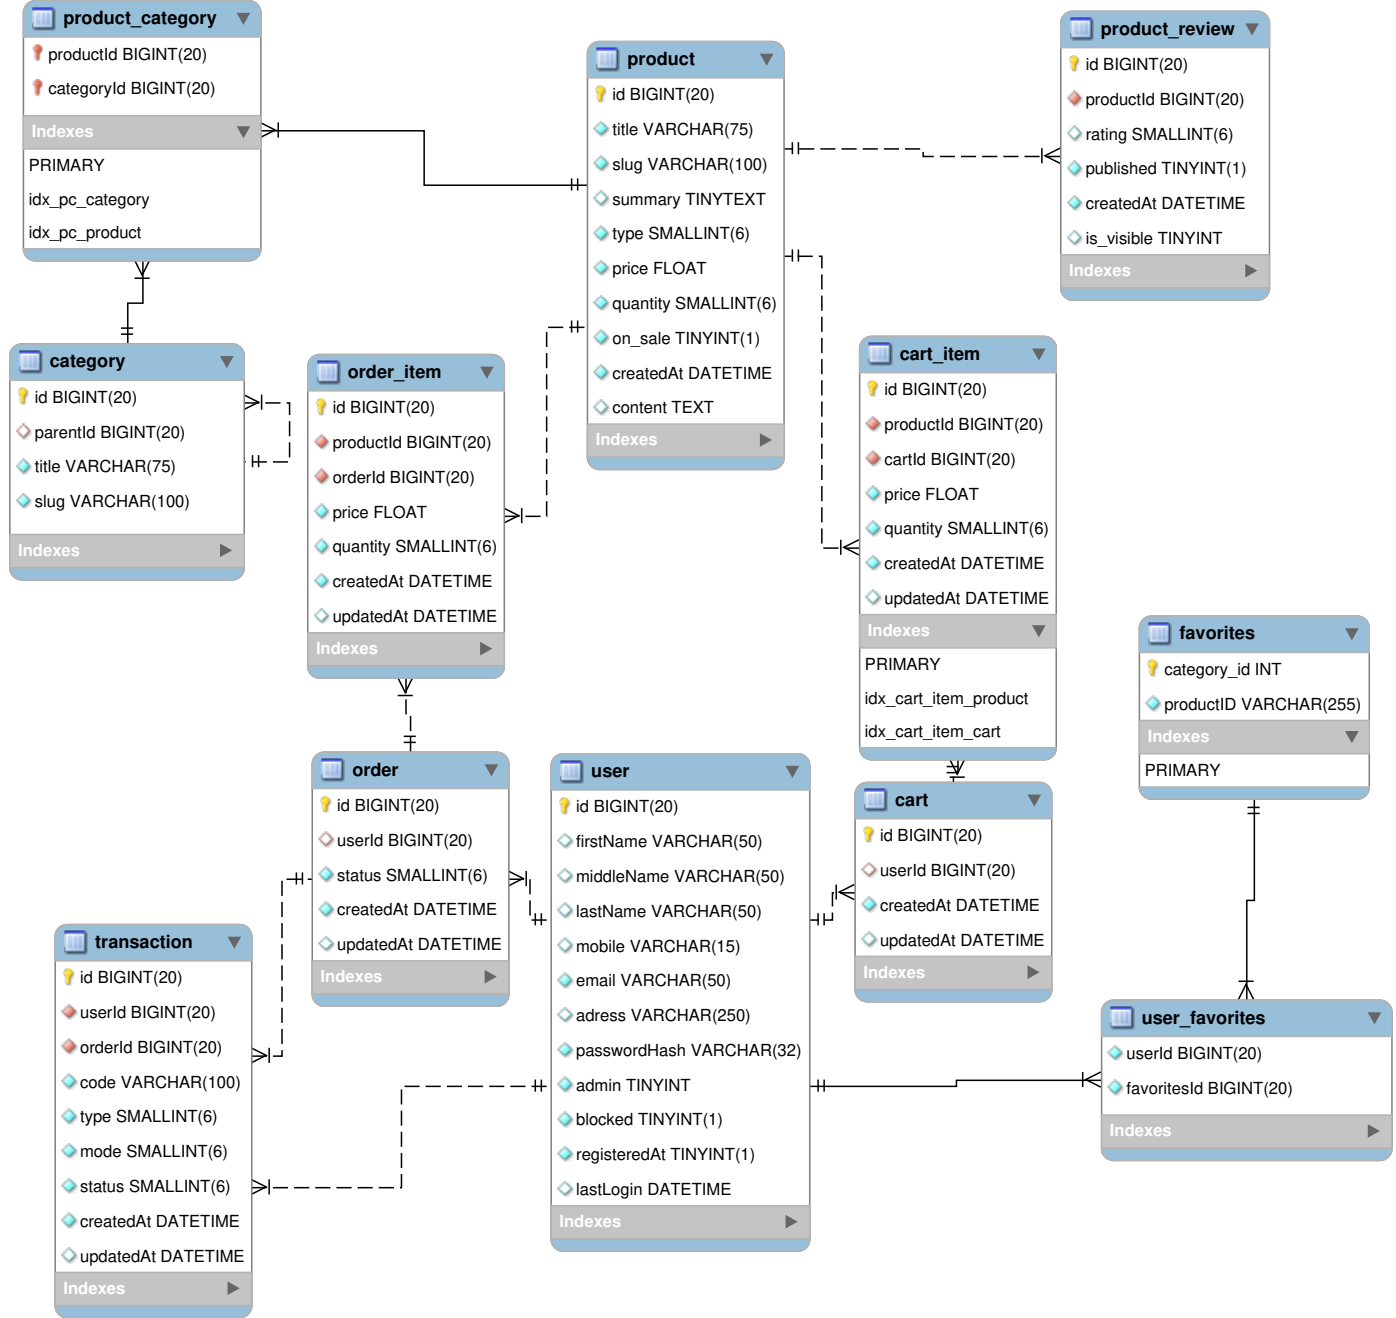 product_category
productId BIGINT(20)
categoryId BIGINT(20)
Indexes
PRIMARY
idx_pc_category
idx_pc_product
product
id BIGINT(20)
title VARCHAR(75)
slug VARCHAR(100)
summary TINYTEXT
type SMALLINT(6)
price FLOAT
quantity SMALLINT(6)
on_sale TINYINT(1)
createdAt DATETIME
content TEXT
Indexes
product_review
id BIGINT(20)
productId BIGINT(20)
rating SMALLINT(6)
published TINYINT(1)
createdAt DATETIME
is_visible TINYINT
Indexes
category
id BIGINT(20)
parentId BIGINT(20)
title VARCHAR(75)
slug VARCHAR(100)
Indexes
order_item
id BIGINT(20)
productId BIGINT(20)
orderId BIGINT(20)
price FLOAT
quantity SMALLINT(6)
createdAt DATETIME
updatedAt DATETIME
Indexes
cart_item
id BIGINT(20)
productId BIGINT(20)
cartId BIGINT(20)
price FLOAT
quantity SMALLINT(6)
createdAt DATETIME
updatedAt DATETIME
Indexes
PRIMARY
idx_cart_item_product
idx_cart_item_cart
favorites
category_id INT
productID VARCHAR(255)
Indexes
PRIMARY
order
id BIGINT(20)
userId BIGINT(20)
status SMALLINT(6)
createdAt DATETIME
updatedAt DATETIME
Indexes
user
id BIGINT(20)
firstName VARCHAR(50)
middleName VARCHAR(50)
lastName VARCHAR(50)
mobile VARCHAR(15)
email VARCHAR(50)
adress VARCHAR(250)
passwordHash VARCHAR(32)
admin TINYINT
blocked TINYINT(1)
registeredAt TINYINT(1)
lastLogin DATETIME
Indexes
cart
id BIGINT(20)
userId BIGINT(20)
createdAt DATETIME
updatedAt DATETIME
Indexes
transaction
id BIGINT(20)
userId BIGINT(20)
orderId BIGINT(20)
code VARCHAR(100)
type SMALLINT(6)
mode SMALLINT(6)
status SMALLINT(6)
createdAt DATETIME
updatedAt DATETIME
Indexes
user_favorites
userId BIGINT(20)
favoritesId BIGINT(20)
Indexes